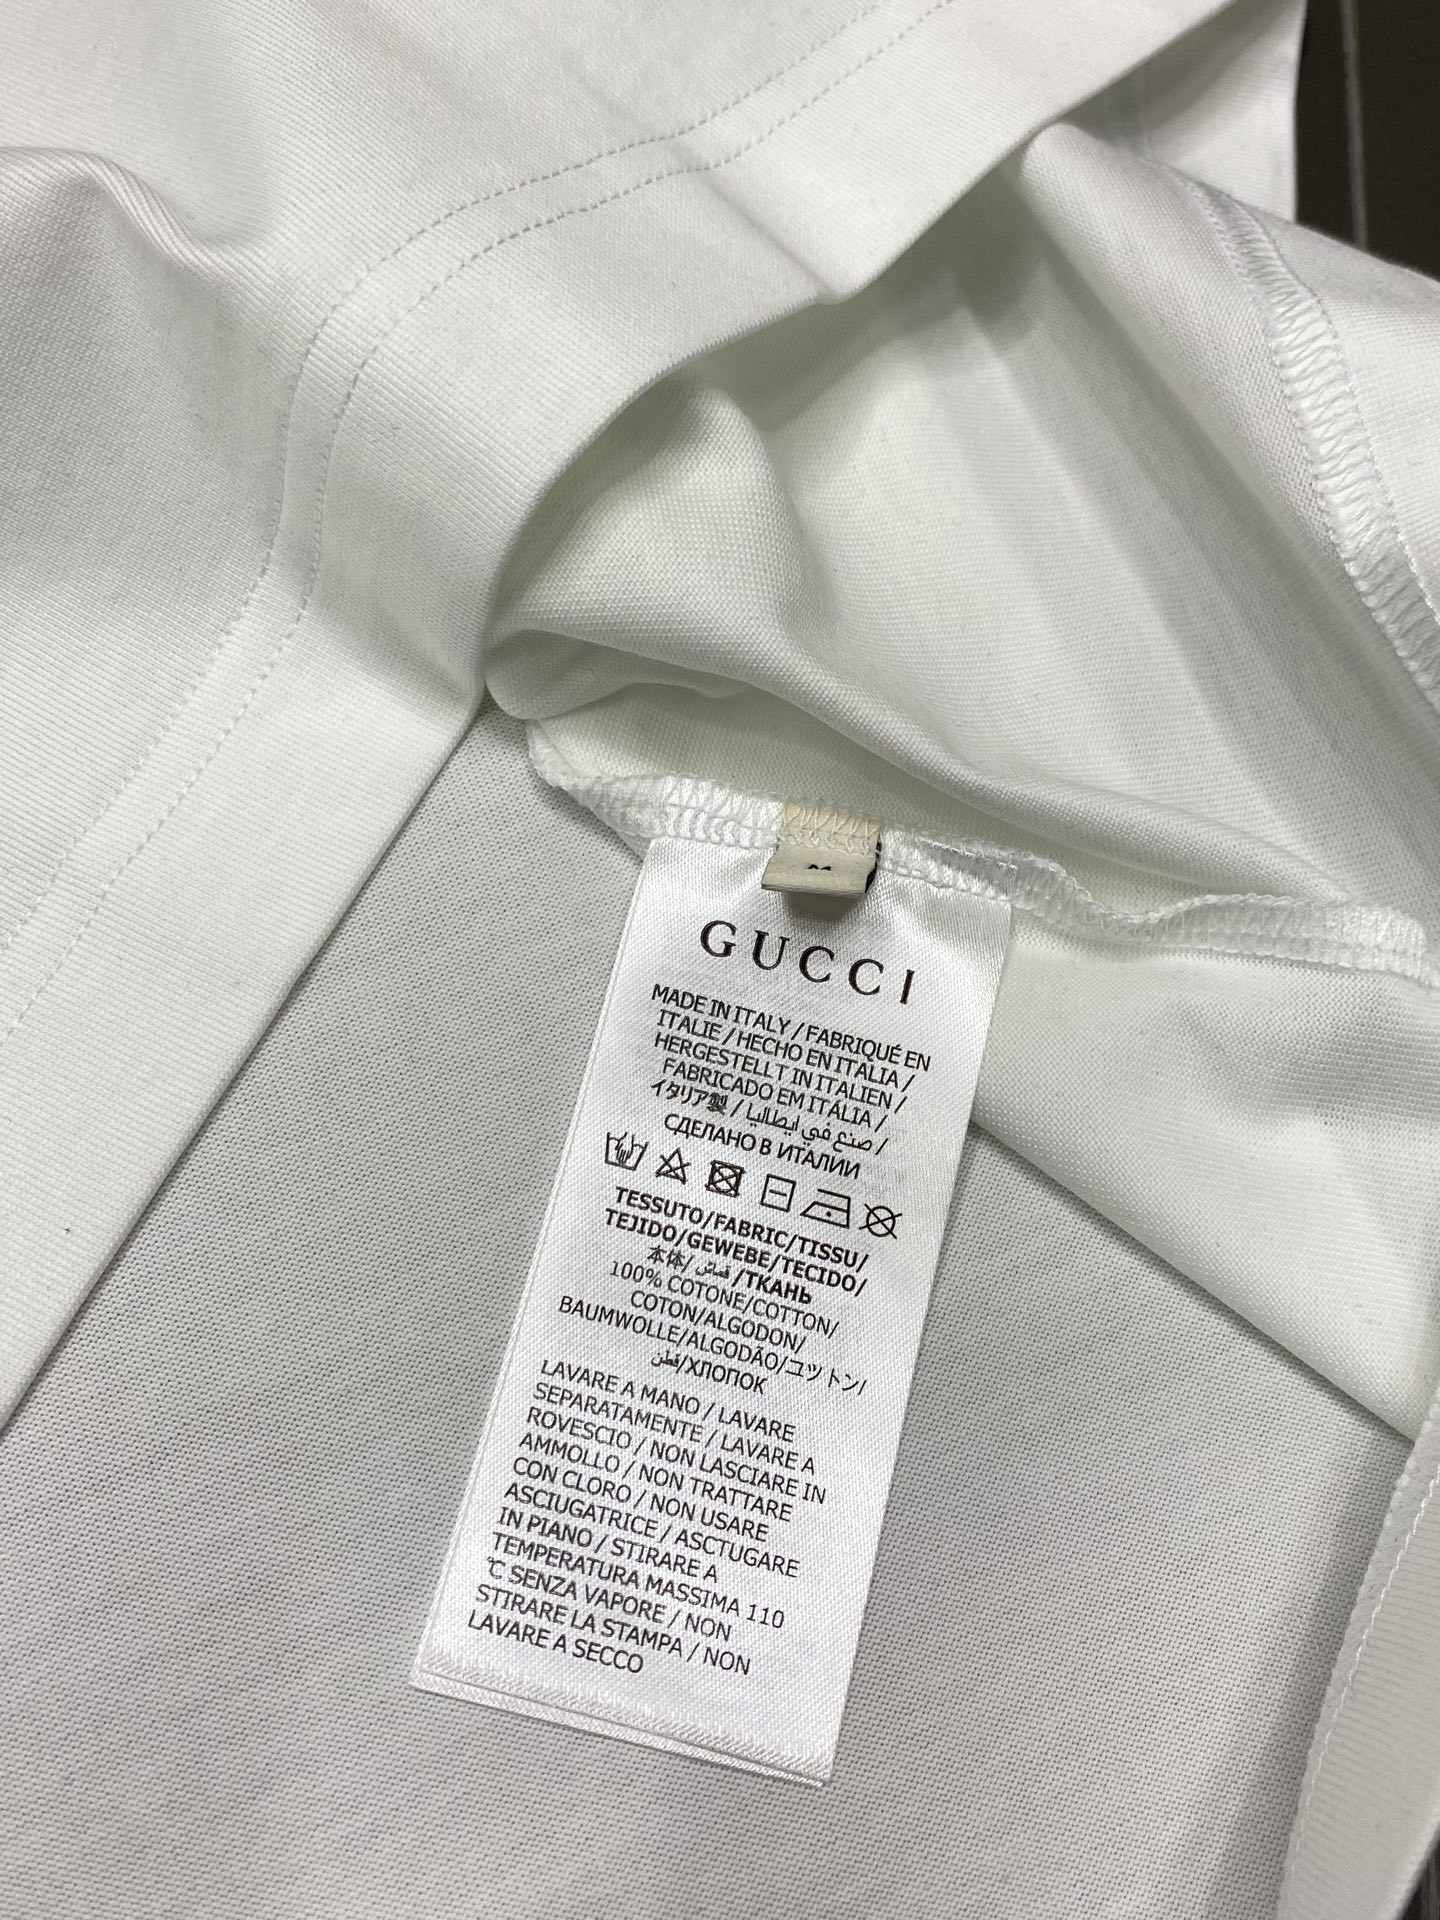 GUCCI
MADE IN ITALY / FABRIQUÉ EN
ITALIE / HECHO EN ITALIA /
HERGESTELLT IN ITALIEN /
FABRICADO EM ITÁLIA /
イタリア製 / صنع في ايطاليا /
СДЕЛАНО В ИТАЛИИ
TESSUTO/FABRIC/TISSU/
TEJIDO/GEWEBE/TECIDO/
本体/ قماش /ТКАНЬ
100% COTONE/COTTON/
COTON/ALGODON/
BAUMWOLLE/ALGODÃO/ユットン/
قطن/ХЛОПОК
LAVARE A MANO / LAVARE
SEPARATAMENTE / LAVARE A
ROVESCIO / NON LASCIARE IN
AMMOLLO / NON TRATTARE
CON CLORO / NON USARE
ASCIUGATRICE / ASCTUGARE
IN PIANO / STIRARE A
TEMPERATURA MASSIMA 110
℃ SENZA VAPORE / NON
STIRARE LA STAMPA / NON
LAVARE A SECCO